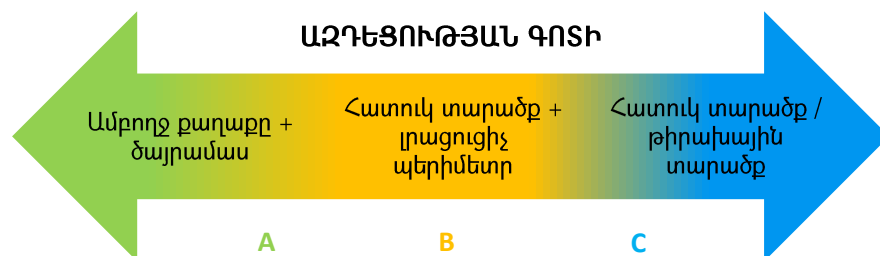 ԱԶԴԵՑՈՒԹՅԱՆ ԳՈՏԻ
Ամբողջ քաղաքը +
ծայրամաս
Հատուկ տարածք +
լրացուցիչ
պերիմետր
Հատուկ տարածք /
թիրախային
տարածք
A
B
C